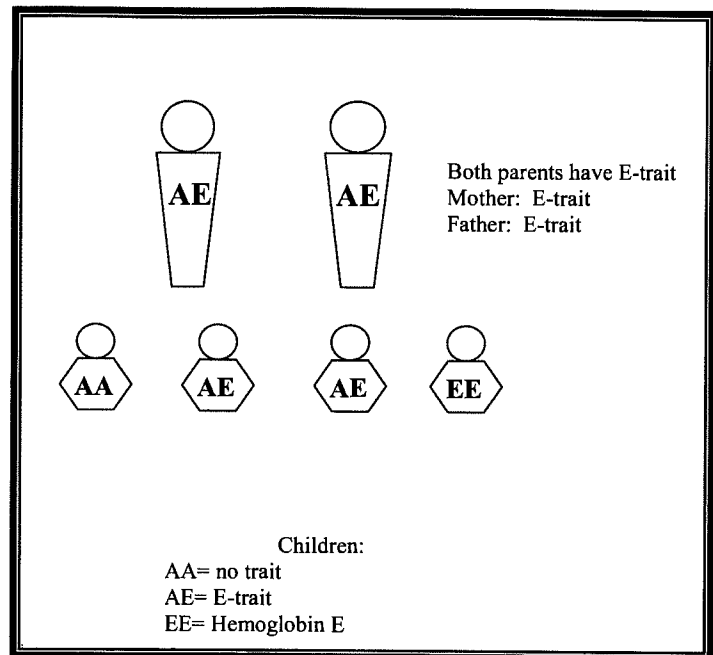 AE
AE
Both parents have E-trait
Mother: E-trait
Father: E-trait
AA
AE
AE
EE
Children:
AA= no trait
AE= E-trait
EE= Hemoglobin E